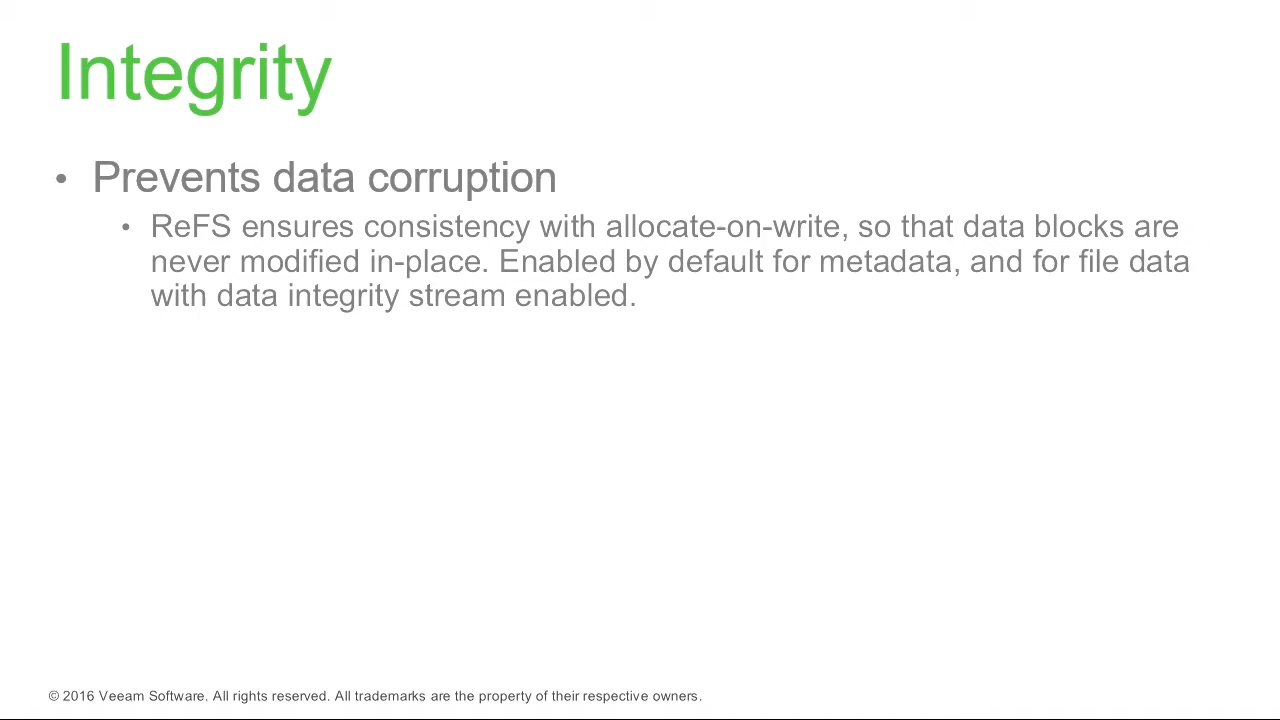 Integrity
• Prevents data corruption
• ReFS ensures consistency with allocate-on-write, so that data blocks are
never modified in-place. Enabled by default for metadata, and for file data
with data integrity stream enabled.
© 2016 Veeam Software. All rights reserved. All trademarks are the property of their respective owners.